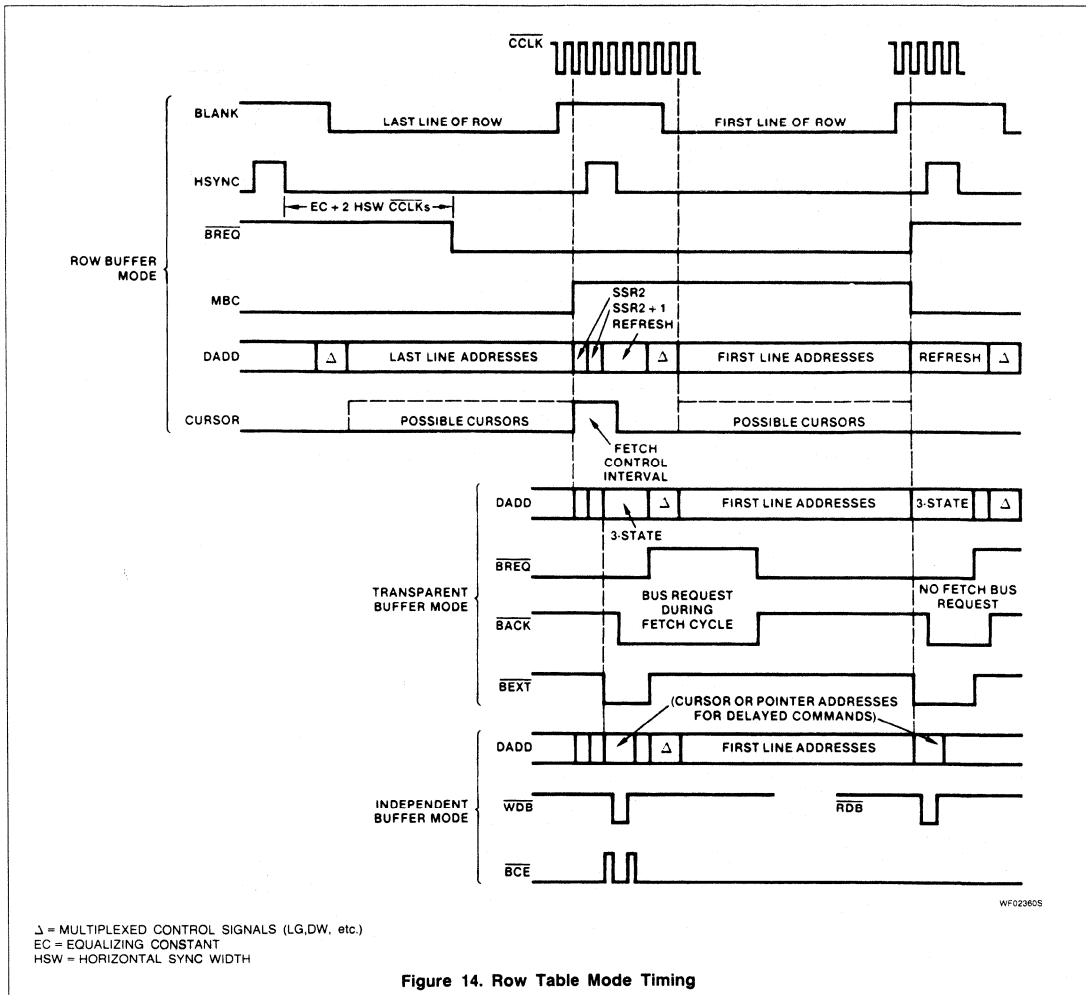 CCLK
BLANK
LAST LINE OF ROW
FIRST LINE OF ROW
HSYNC
EC + 2 HSW CCLKs
BREQ
ROW BUFFER
MODE
MBC
SSR2
SSR2 + 1
REFRESH
DADD
Δ
LAST LINE ADDRESSES
Δ
FIRST LINE ADDRESSES
REFRESH
Δ
CURSOR
POSSIBLE CURSORS
POSSIBLE CURSORS
FETCH
CONTROL
INTERVAL
DADD
Δ
FIRST LINE ADDRESSES
3-STATE
Δ
3-STATE
BREQ
TRANSPARENT
BUFFER MODE
BUS REQUEST
DURING
FETCH CYCLE
NO FETCH BUS
REQUEST
BACK
BEXT
(CURSOR OR POINTER ADDRESSES
FOR DELAYED COMMANDS)
DADD
Δ
FIRST LINE ADDRESSES
INDEPENDENT
BUFFER MODE
WDB
RDB
BCE
WF02360S
Δ = MULTIPLEXED CONTROL SIGNALS (LG,DW, etc.)
EC = EQUALIZING CONSTANT
HSW = HORIZONTAL SYNC WIDTH
Figure 14. Row Table Mode Timing